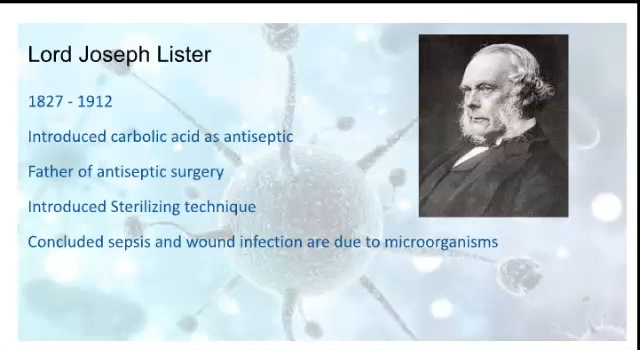 Lord Joseph Lister
1827 - 1912
Introduced carbolic acid as antiseptic
Father of antiseptic surgery
Introduced Sterilizing technique
Concluded sepsis and wound infection are due to microorganisms